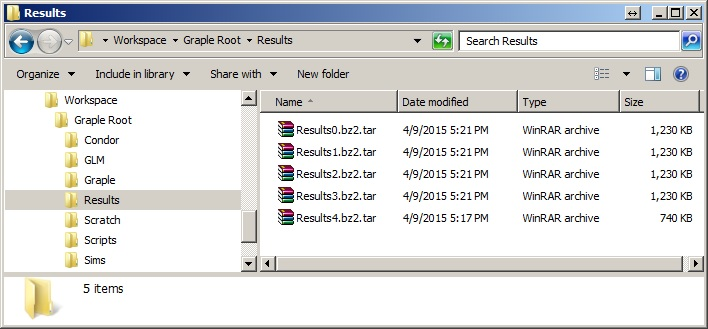 Results
Workspace Graple Root Results
Search Results
Organize Include in library Share with New folder
Workspace
Graple Root
Condor
GLM
Graple
Results
Scratch
Scripts
Sims
Name Date modified Type Size
Results0.bz2.tar 4/9/2015 5:21 PM WinRAR archive 1,230 KB
Results1.bz2.tar 4/9/2015 5:21 PM WinRAR archive 1,230 KB
Results2.bz2.tar 4/9/2015 5:21 PM WinRAR archive 1,230 KB
Results3.bz2.tar 4/9/2015 5:21 PM WinRAR archive 1,230 KB
Results4.bz2.tar 4/9/2015 5:17 PM WinRAR archive 740 KB
5 items